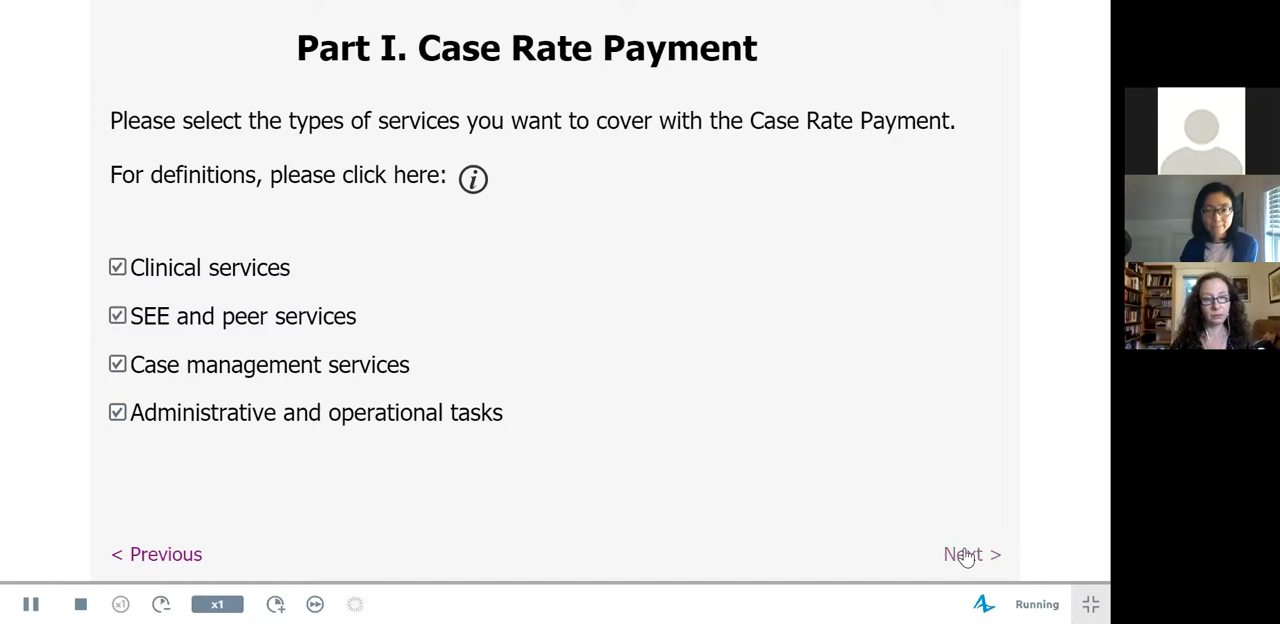 Part I. Case Rate Payment
Please select the types of services you want to cover with the Case Rate Payment.
For definitions, please click here: i
Clinical services
SEE and peer services
Case management services
Administrative and operational tasks
< Previous
Next >
x1
x1
Running